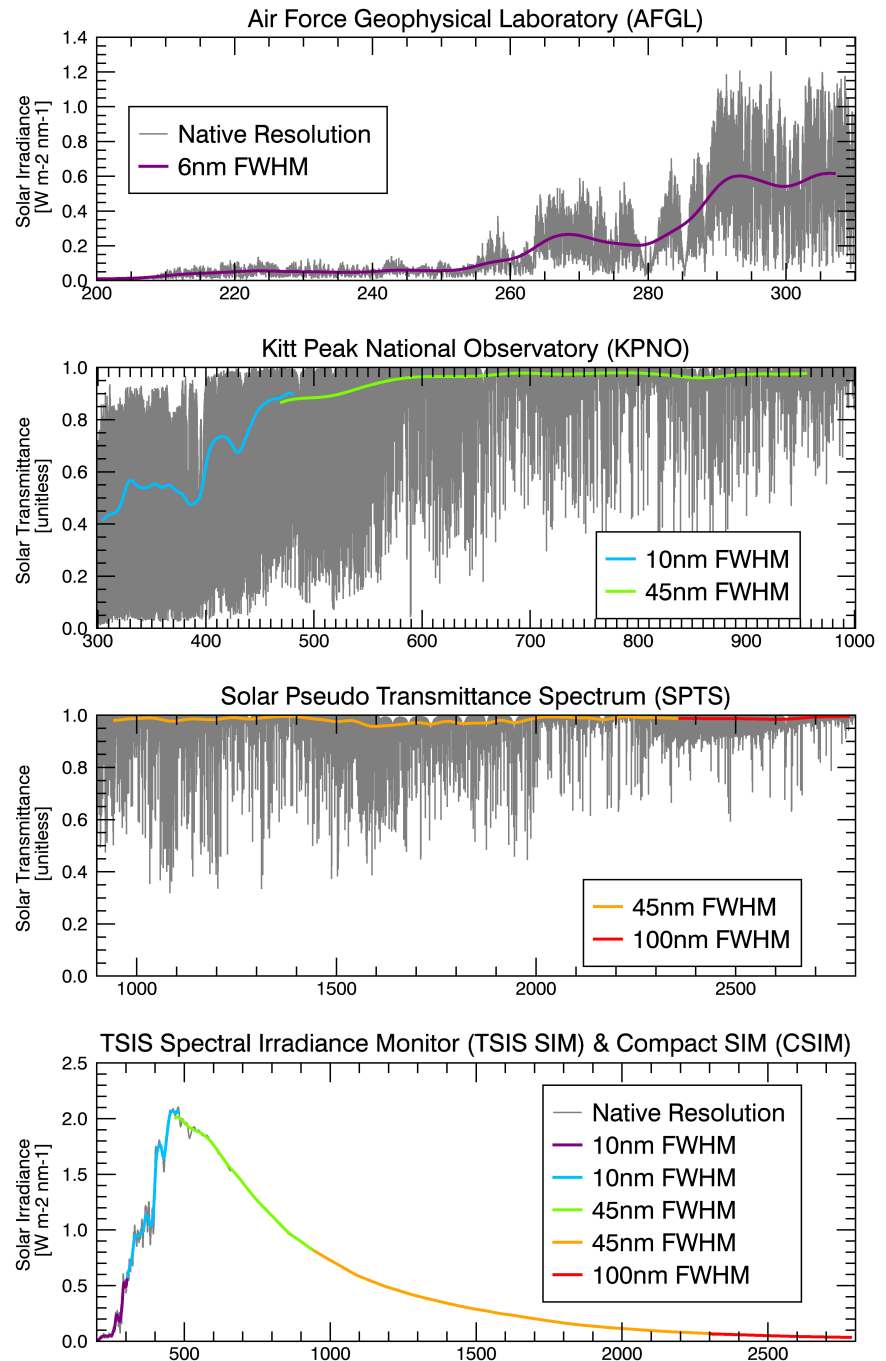 Air Force Geophysical Laboratory (AFGL)
1.4
1.2
1.0
0.8
0.6
0.4
0.2
0.0
Solar Irradiance
[W m-2 nm-1]
Native Resolution
6nm FWHM
200 220 240 260 280 300
Kitt Peak National Observatory (KPNO)
1.0
0.8
0.6
0.4
0.2
0.0
Solar Transmittance
[unitless]
10nm FWHM
45nm FWHM
300 400 500 600 700 800 900 1000
Solar Pseudo Transmittance Spectrum (SPTS)
1.0
0.8
0.6
0.4
0.2
0.0
Solar Transmittance
[unitless]
45nm FWHM
100nm FWHM
1000 1500 2000 2500
TSIS Spectral Irradiance Monitor (TSIS SIM) & Compact SIM (CSIM)
2.5
2.0
1.5
1.0
0.5
0.0
Solar Irradiance
[W m-2 nm-1]
Native Resolution
10nm FWHM
10nm FWHM
45nm FWHM
45nm FWHM
100nm FWHM
500 1000 1500 2000 2500